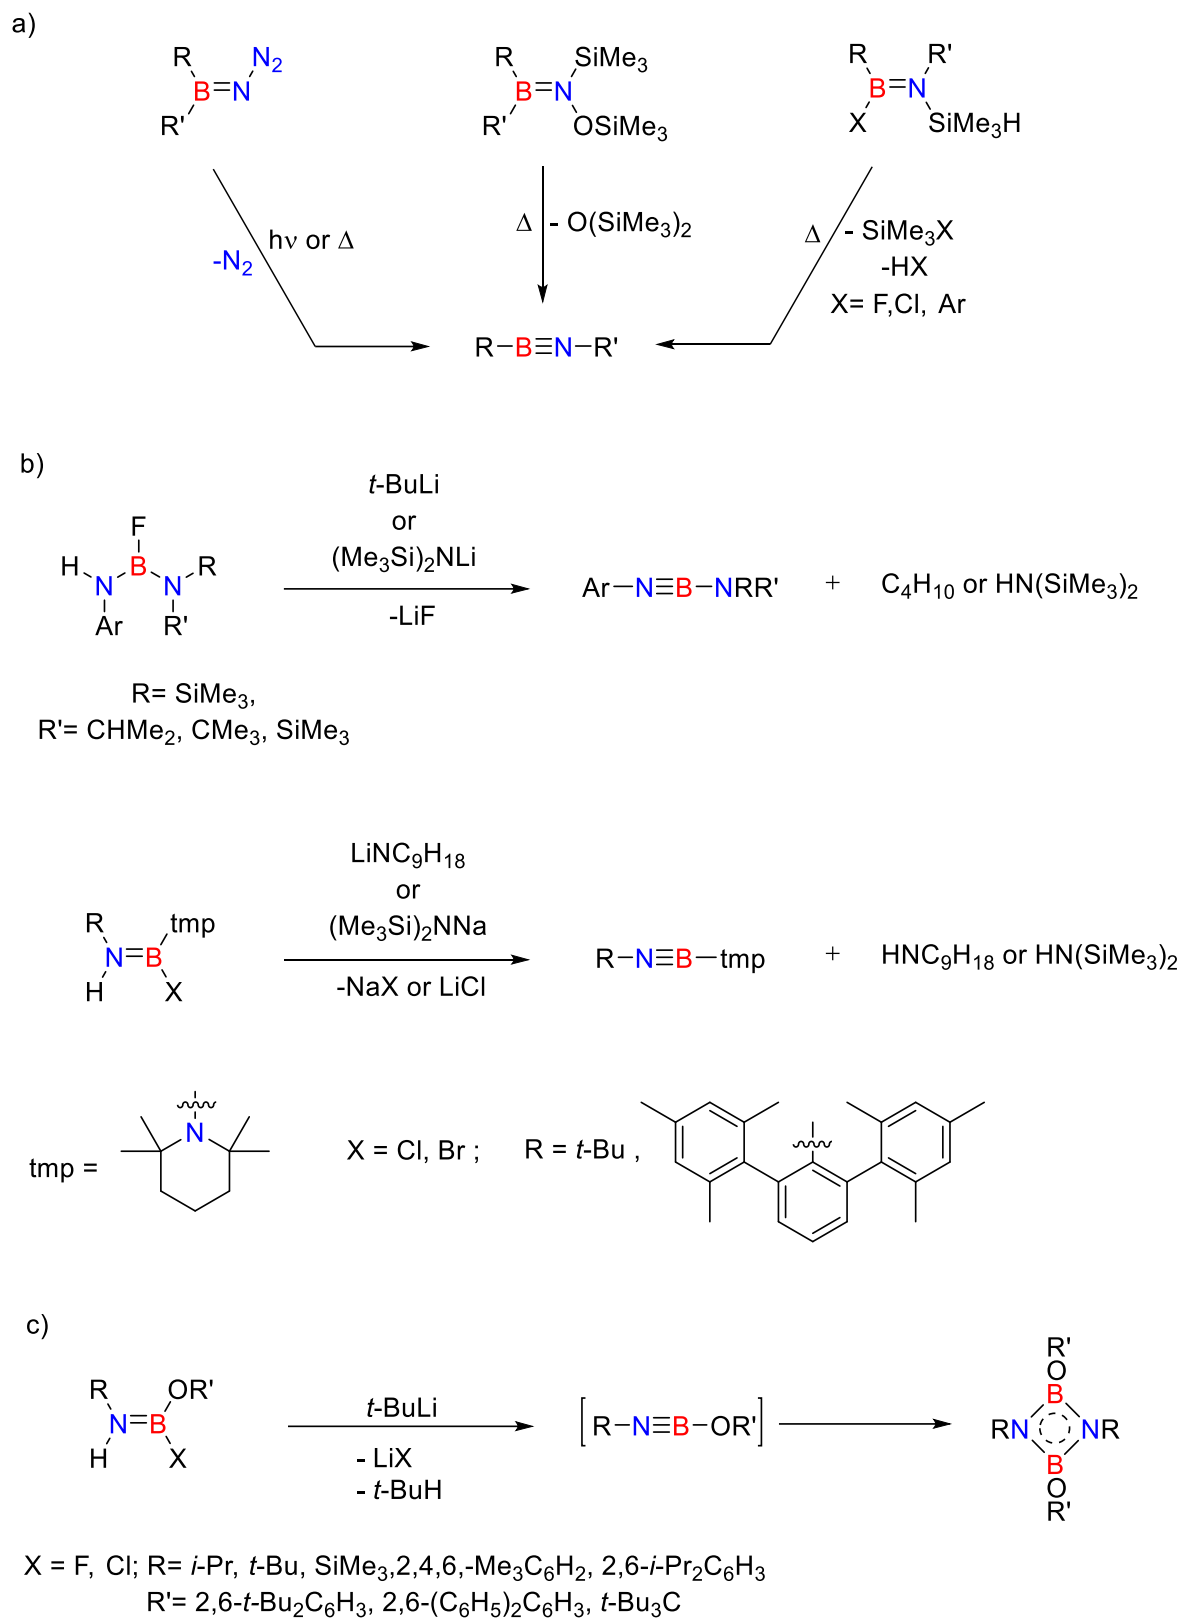 a)
R N₂ B=N R'
R SiMe₃ B=N R' OSiMe₃
R R' B=N X SiMe₃H
hν or Δ
-N₂
Δ - O(SiMe₃)₂
Δ - SiMe₃X
-HX
X= F,Cl, Ar
R-B≡N-R'
b)
t-BuLi
or
(Me₃Si)₂NLi
-LiF
F
H N B N R
Ar R'
Ar-N≡B-NRR' + C₄H₁₀ or HN(SiMe₃)₂
R= SiMe₃,
R'= CHMe₂, CMe₃, SiMe₃
LiNC₉H₁₈
or
(Me₃Si)₂NNa
-NaX or LiCl
R tmp
N=B
H X
R-N≡B-tmp + HNC₉H₁₈ or HN(SiMe₃)₂
tmp = N X = Cl, Br ; R = t-Bu ,
c)
R OR'
N=B
H X
t-BuLi
- LiX
- t-BuH
[R-N≡B-OR']
R'
O
B
RN NR
B
O
R'
X = F, Cl; R= i-Pr, t-Bu, SiMe₃,2,4,6,-Me₃C₆H₂, 2,6-i-Pr₂C₆H₃
R'= 2,6-t-Bu₂C₆H₃, 2,6-(C₆H₅)₂C₆H₃, t-Bu₃C